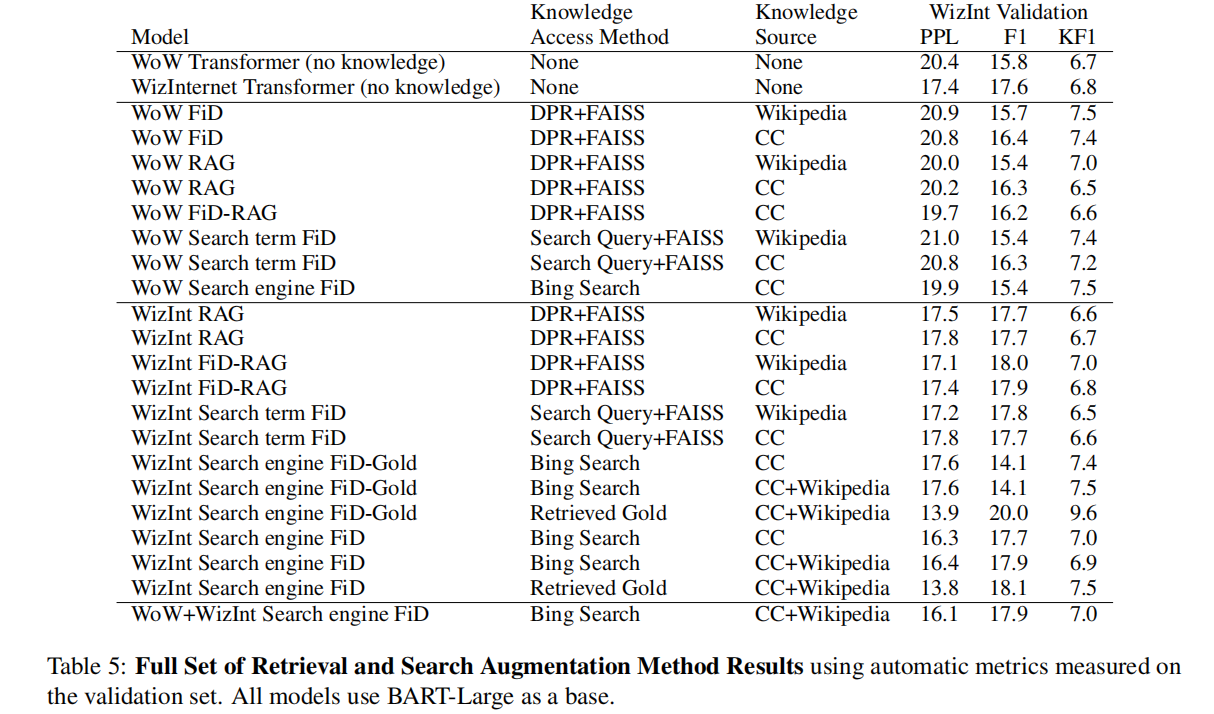 Knowledge Knowledge WizInt Validation
Model Access Method Source PPL F1 KF1
WoW Transformer (no knowledge) None None 20.4 15.8 6.7
WizInternet Transformer (no knowledge) None None 17.4 17.6 6.8
WoW FiD DPR+FAISS Wikipedia 20.9 15.7 7.5
WoW FiD DPR+FAISS CC 20.8 16.4 7.4
WoW RAG DPR+FAISS Wikipedia 20.0 15.4 7.0
WoW RAG DPR+FAISS CC 20.2 16.3 6.5
WoW FiD-RAG DPR+FAISS CC 19.7 16.2 6.6
WoW Search term FiD Search Query+FAISS Wikipedia 21.0 15.4 7.4
WoW Search term FiD Search Query+FAISS CC 20.8 16.3 7.2
WoW Search engine FiD Bing Search CC 19.9 15.4 7.5
WizInt RAG DPR+FAISS Wikipedia 17.5 17.7 6.6
WizInt RAG DPR+FAISS CC 17.8 17.7 6.7
WizInt FiD-RAG DPR+FAISS Wikipedia 17.1 18.0 7.0
WizInt FiD-RAG DPR+FAISS CC 17.4 17.9 6.8
WizInt Search term FiD Search Query+FAISS Wikipedia 17.2 17.8 6.5
WizInt Search term FiD Search Query+FAISS CC 17.8 17.7 6.6
WizInt Search engine FiD-Gold Bing Search CC 17.6 14.1 7.4
WizInt Search engine FiD-Gold Bing Search CC+Wikipedia 17.6 14.1 7.5
WizInt Search engine FiD-Gold Retrieved Gold CC+Wikipedia 13.9 20.0 9.6
WizInt Search engine FiD Bing Search CC 16.3 17.7 7.0
WizInt Search engine FiD Bing Search CC+Wikipedia 16.4 17.9 6.9
WizInt Search engine FiD Retrieved Gold CC+Wikipedia 13.8 18.1 7.5
WoW+WizInt Search engine FiD Bing Search CC+Wikipedia 16.1 17.9 7.0
Table 5: Full Set of Retrieval and Search Augmentation Method Results using automatic metrics measured on
the validation set. All models use BART-Large as a base.